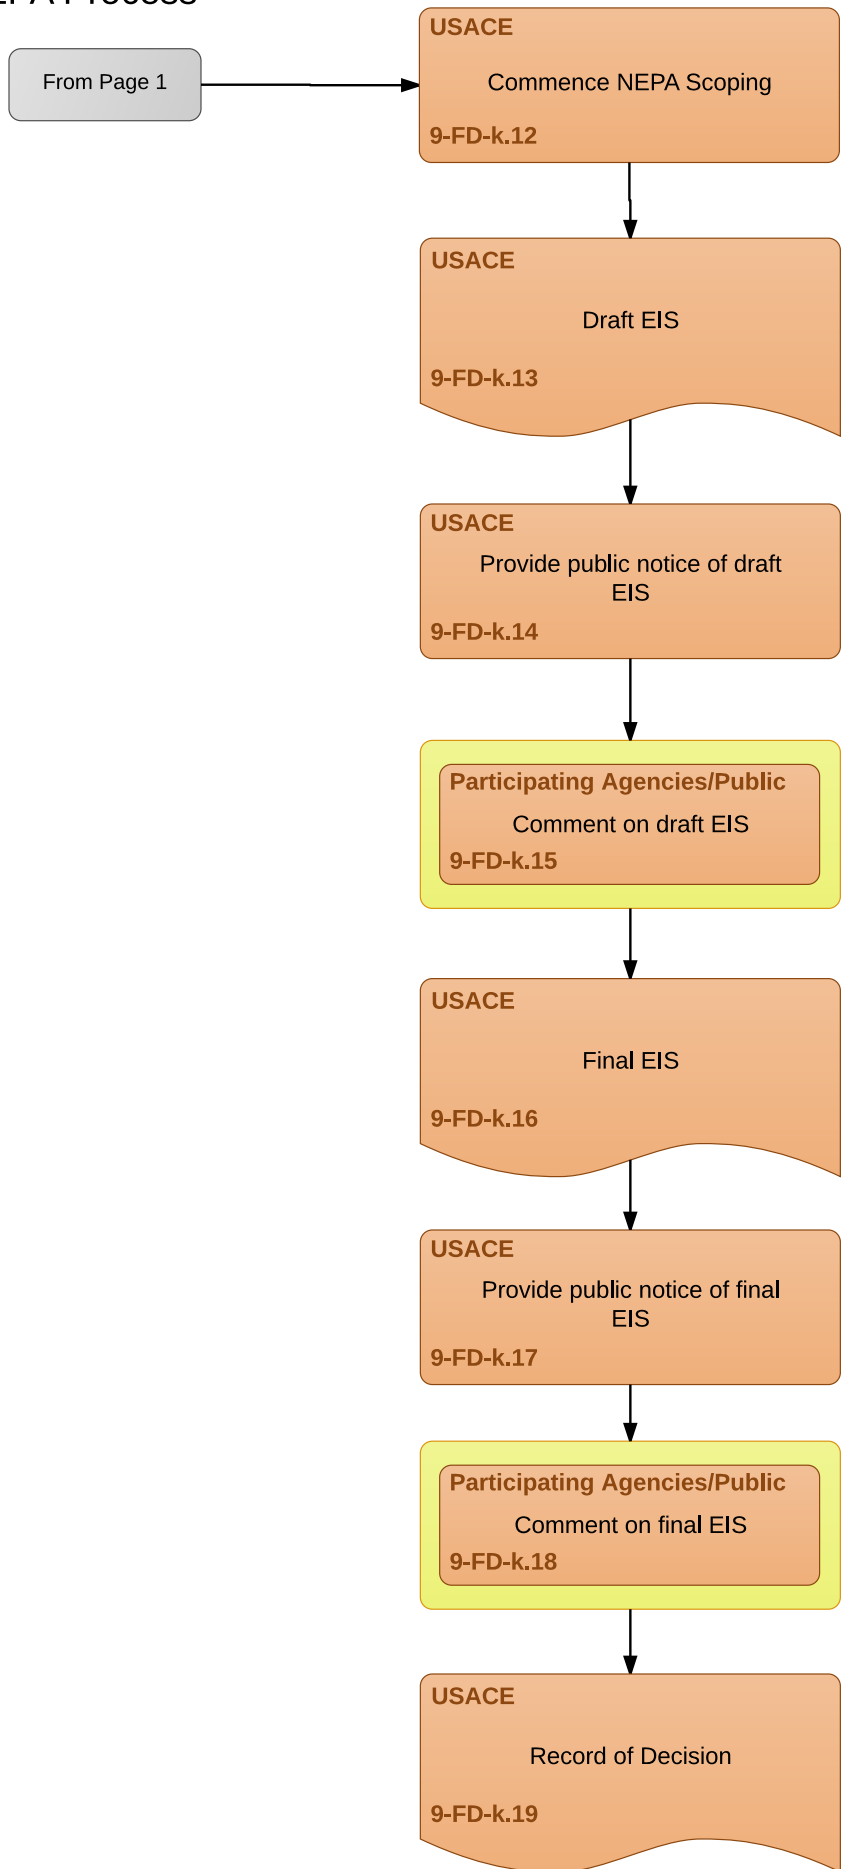 USACE
From Page 1
Commence NEPA Scoping
9-FD-k.12
USACE
Draft EIS
9-FD-k.13
USACE
Provide public notice of draft
EIS
9-FD-k.14
Participating Agencies/Public
Comment on draft EIS
9-FD-k.15
USACE
Final EIS
9-FD-k.16
USACE
Provide public notice of final
EIS
9-FD-k.17
Participating Agencies/Public
Comment on final EIS
9-FD-k.18
USACE
Record of Decision
9-FD-k.19